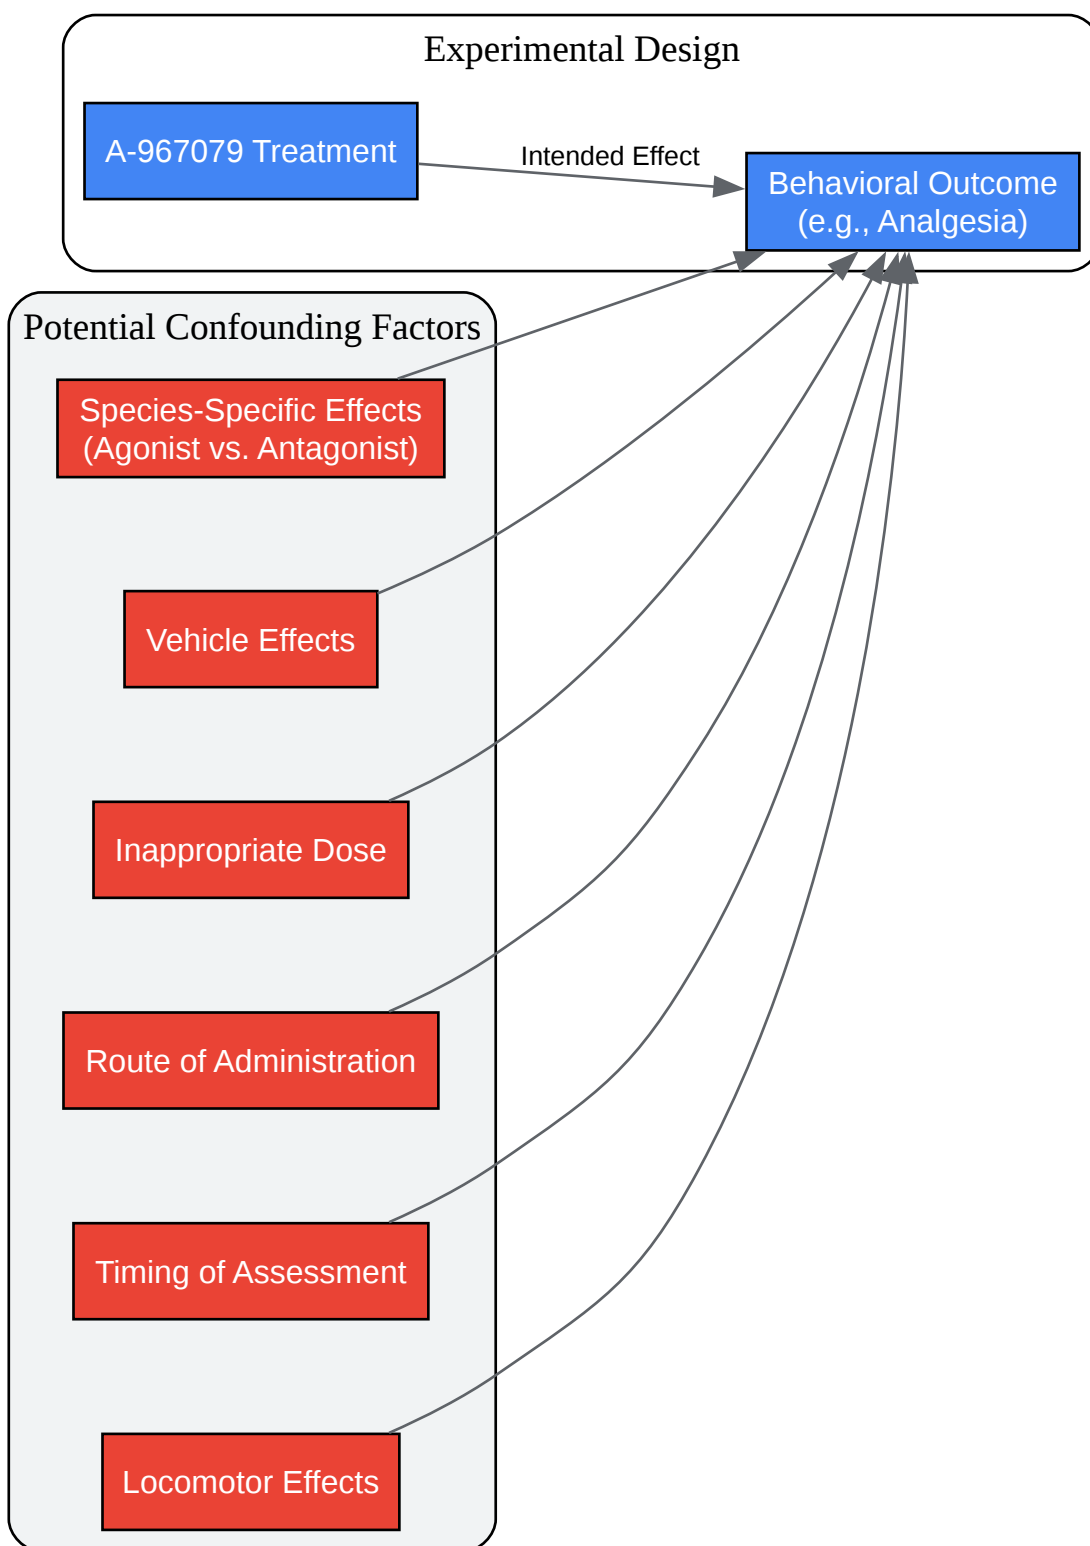 Experimental Design
A-967079 Treatment
Intended Effect
Behavioral Outcome
(e.g., Analgesia)
Potential Confounding Factors
Species-Specific Effects
(Agonist vs. Antagonist)
Vehicle Effects
Inappropriate Dose
Route of Administration
Timing of Assessment
Locomotor Effects